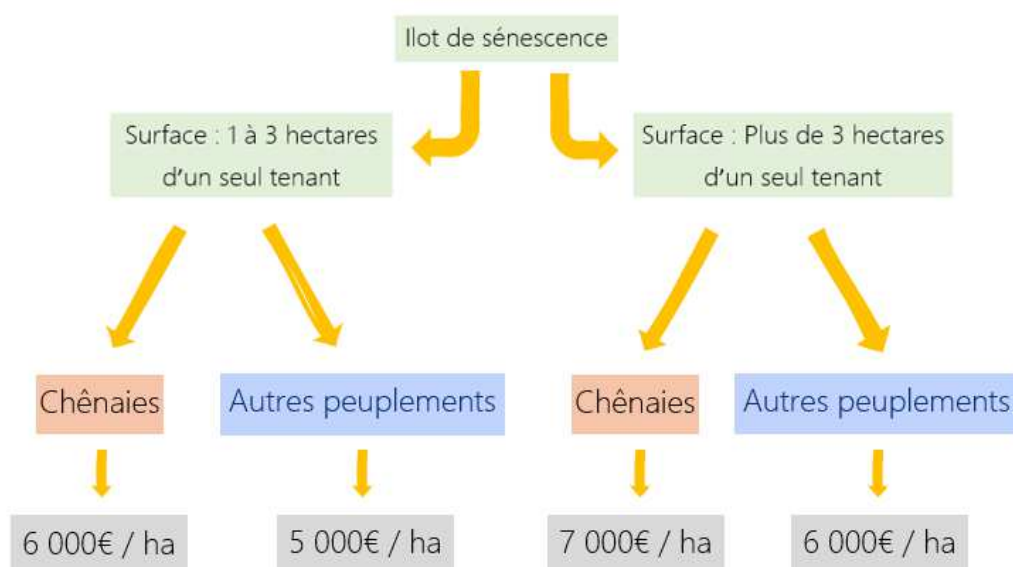 Ilot de sénescence
Surface : 1 à 3 hectares
d'un seul tenant
Surface : Plus de 3 hectares
d'un seul tenant
Chênaies
Autres peuplements
Chênaies
Autres peuplements
6 000€ / ha
5 000€ / ha
7 000€ / ha
6 000€ / ha